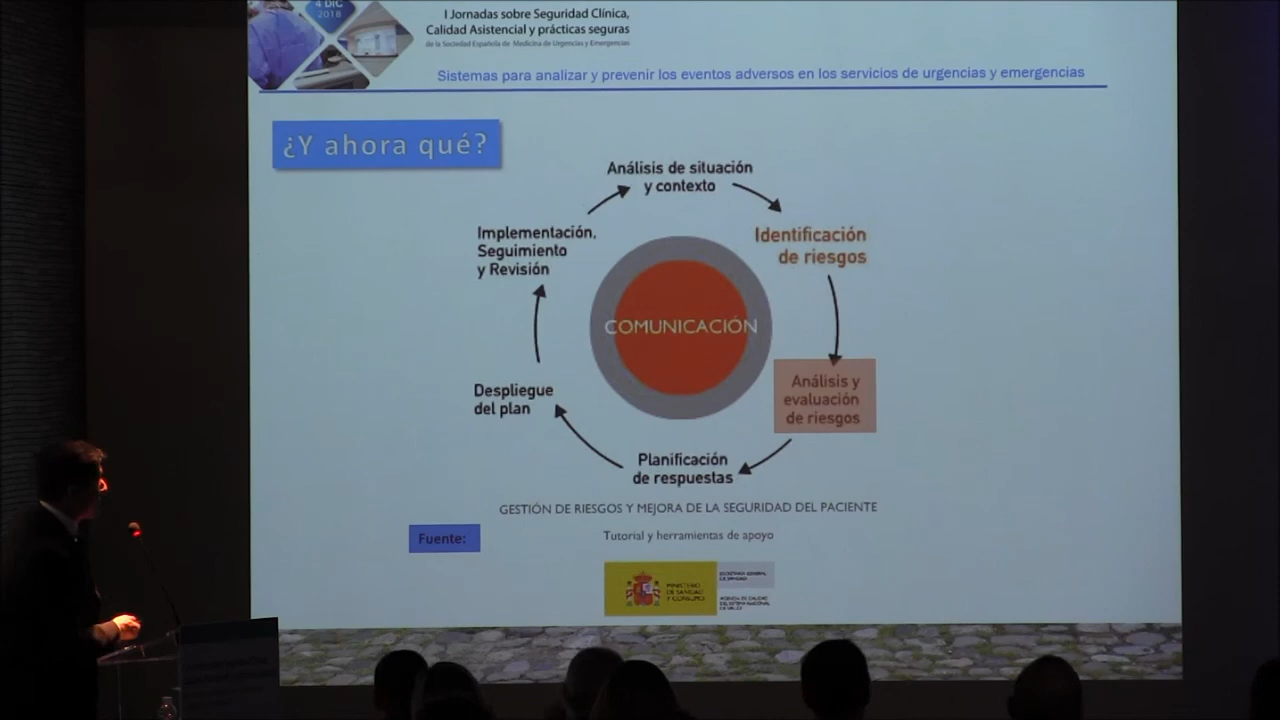 4 DIC
2018
I Jornadas sobre Seguridad Clínica,
Calidad Asistencial y prácticas seguras
de la Sociedad Española de Medicina de Urgencias y Emergencias
Sistemas para analizar y prevenir los eventos adversos en los servicios de urgencias y emergencias
¿Y ahora qué?
Análisis de situación
y contexto
Identificación
de riesgos
Análisis y
evaluación
de riesgos
Planificación
de respuestas
Despliegue
del plan
Implementación,
Seguimiento
y Revisión
COMUNICACIÓN
GESTIÓN DE RIESGOS Y MEJORA DE LA SEGURIDAD DEL PACIENTE
Fuente:
Tutorial y herramientas de apoyo
MINISTERIO
DE SANIDAD
Y CONSUMO
SECRETARÍA GENERAL
DE SANIDAD
AGENCIA DE CALIDAD
DEL SISTEMA NACIONAL
DE SALUD